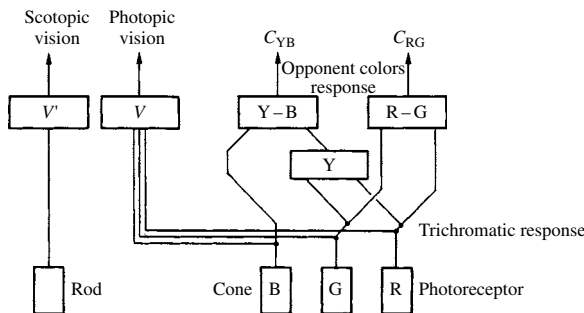 Scotopic
vision
Photopic
vision
C_YB
C_RG
Opponent colors
response
V'
V
Y – B
R – G
Y
Trichromatic response
Rod
Cone
B
G
R
Photoreceptor